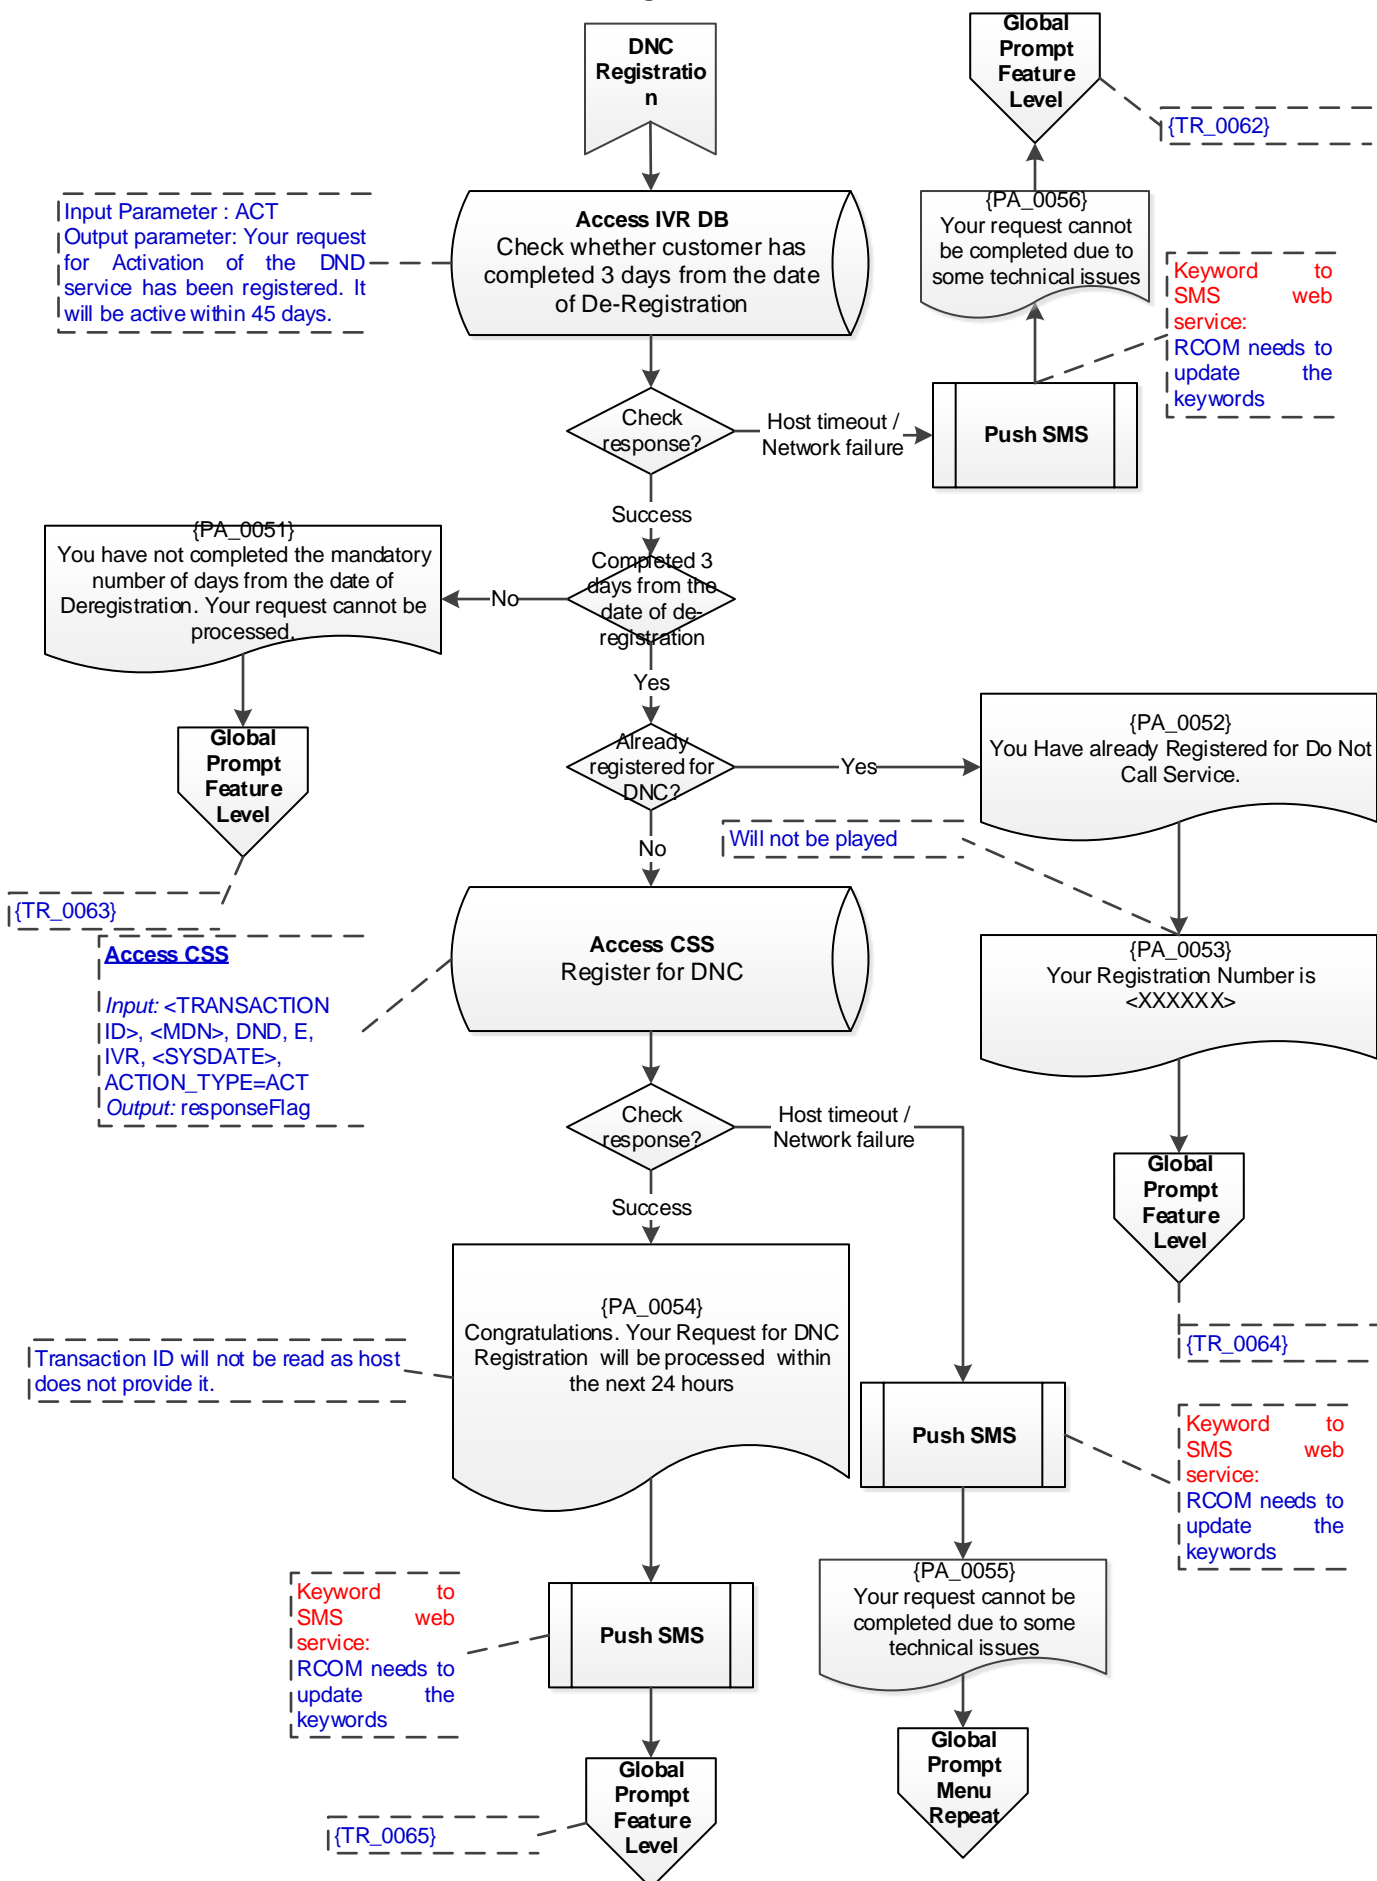 DNC
Registratio
n
Global
Prompt
Feature
Level
{TR_0062}
Input Parameter : ACT
Output parameter: Your request
for Activation of the DND
service has been registered. It
will be active within 45 days.
Access IVR DB
Check whether customer has
completed 3 days from the date
of De-Registration
{PA_0056}
Your request cannot
be completed due to
some technical issues
Keyword to
SMS web
service:
RCOM needs to
update the
keywords
Check
response?
Host timeout /
Network failure
Push SMS
Success
{PA_0051}
You have not completed the mandatory
number of days from the date of
Deregistration. Your request cannot be
processed.
No
Completed 3
days from the
date of de-
registration
Yes
Global
Prompt
Feature
Level
Already
registered for
DNC?
Yes
{PA_0052}
You Have already Registered for Do Not
Call Service.
No
Will not be played
{TR_0063}
Access CSS
Input: <TRANSACTION
ID>, <MDN>, DND, E,
IVR, <SYSDATE>,
ACTION_TYPE=ACT
Output: responseFlag
Access CSS
Register for DNC
{PA_0053}
Your Registration Number is
<XXXXXX>
Check
response?
Host timeout /
Network failure
Success
Global
Prompt
Feature
Level
{TR_0064}
{PA_0054}
Congratulations. Your Request for DNC
Registration will be processed within
the next 24 hours
Transaction ID will not be read as host
does not provide it.
Push SMS
Keyword to
SMS web
service:
RCOM needs to
update the
keywords
{PA_0055}
Your request cannot be
completed due to some
technical issues
Keyword to
SMS web
service:
RCOM needs to
update the
keywords
Push SMS
Global
Prompt
Menu
Repeat
Global
Prompt
Feature
Level
{TR_0065}